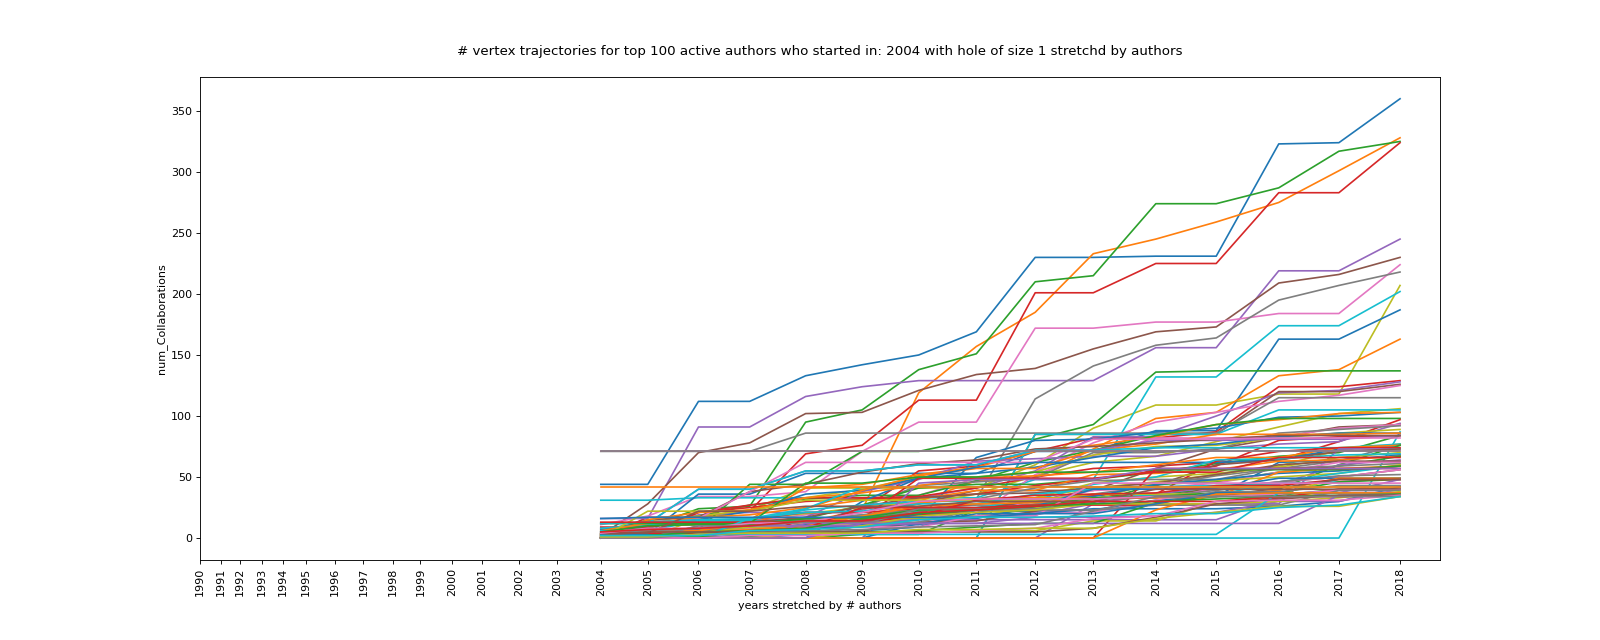 # vertex trajectories for top 100 active authors who started in: 2004 with hole of size 1 stretchd by authors
num_Collaborations
350
300
250
200
150
100
50
0
1990 1991 1992 1993 1994 1995 1996 1997 1998 1999 2000 2001 2002 2003 2004 2005 2006 2007 2008 2009 2010 2011 2012 2013 2014 2015 2016 2017 2018
years stretched by # authors